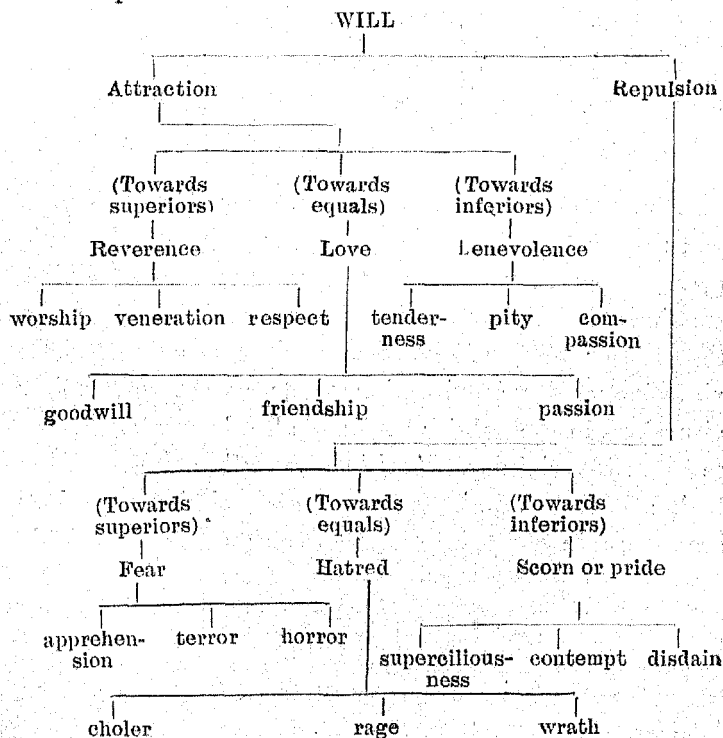 WILL
Attraction Repulsion
(Towards (Towards (Towards
superiors) equals) inferiors)
Reverence Love Lenevolence
worship veneration respect tender- pity com-
ness passion
goodwill friendship passion
(Towards (Towards (Towards
superiors) equals) inferiors)
Fear Hatred Scorn or pride
apprehen- terror horror
sion
supercilious- contempt disdain
ness
choler rage wrath